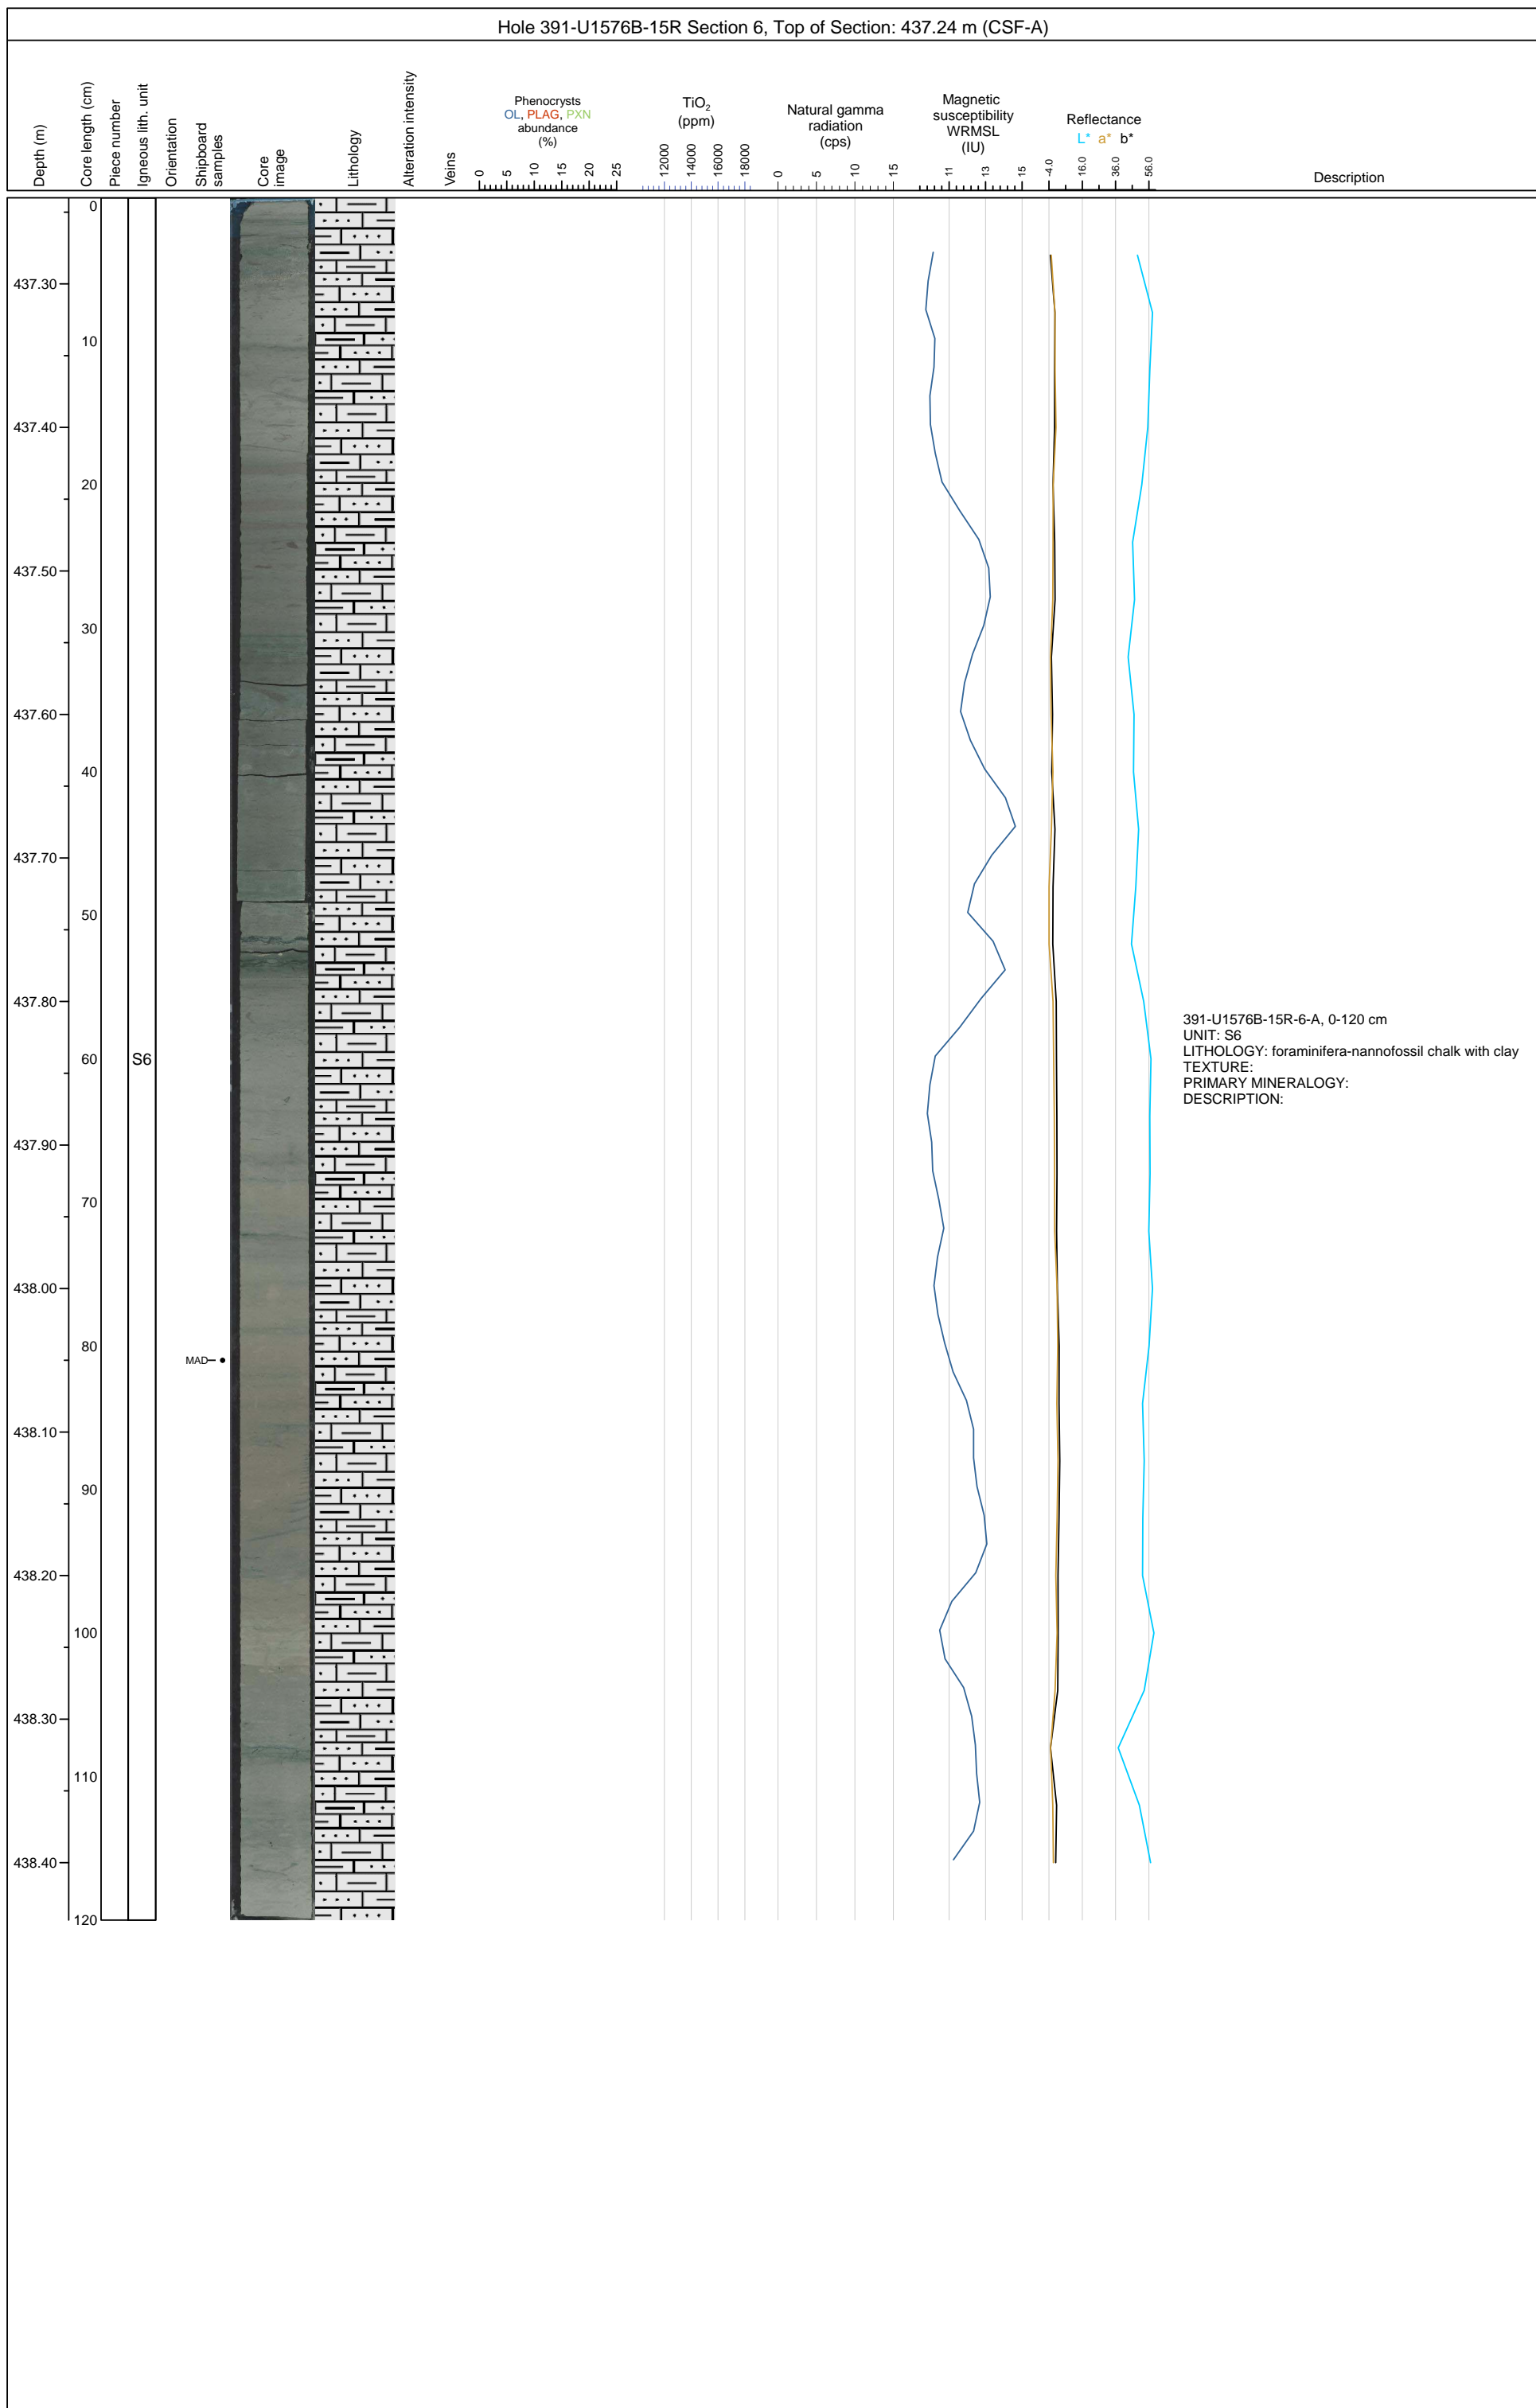 Hole 391-U1576B-15R Section 6, Top of Section: 437.24 m (CSF-A)
Depth (m)
Core length (cm)
Piece number
Igneous lith. unit
Orientation
Shipboard
samples
Core
image
Lithology
Alteration intensity
Veins
Phenocrysts
OL, PLAG, PXN
abundance
(%)
0 5 10 15 20 25
TiO2
(ppm)
12000 14000 16000 18000
Natural gamma
radiation
(cps)
0 5 10 15
Magnetic
susceptibility
WRMSL
(IU)
11 13 15
Reflectance
L* a* b*
-4.0 16.0 36.0 56.0
Description
0
437.30
10
437.40
20
437.50
30
437.60
40
437.70
50
437.80
60
S6
437.90
70
438.00
80
MAD
438.10
90
438.20
100
438.30
110
438.40
120
391-U1576B-15R-6-A, 0-120 cm
UNIT: S6
LITHOLOGY: foraminifera-nannofossil chalk with clay
TEXTURE:
PRIMARY MINERALOGY:
DESCRIPTION: